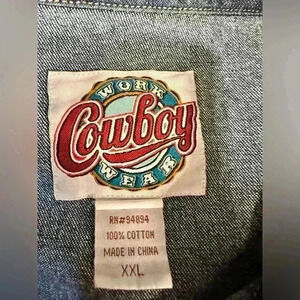 WORK
Cowboy
WEAR
RN#94894
100% COTTON
MADE IN CHINA
XXL